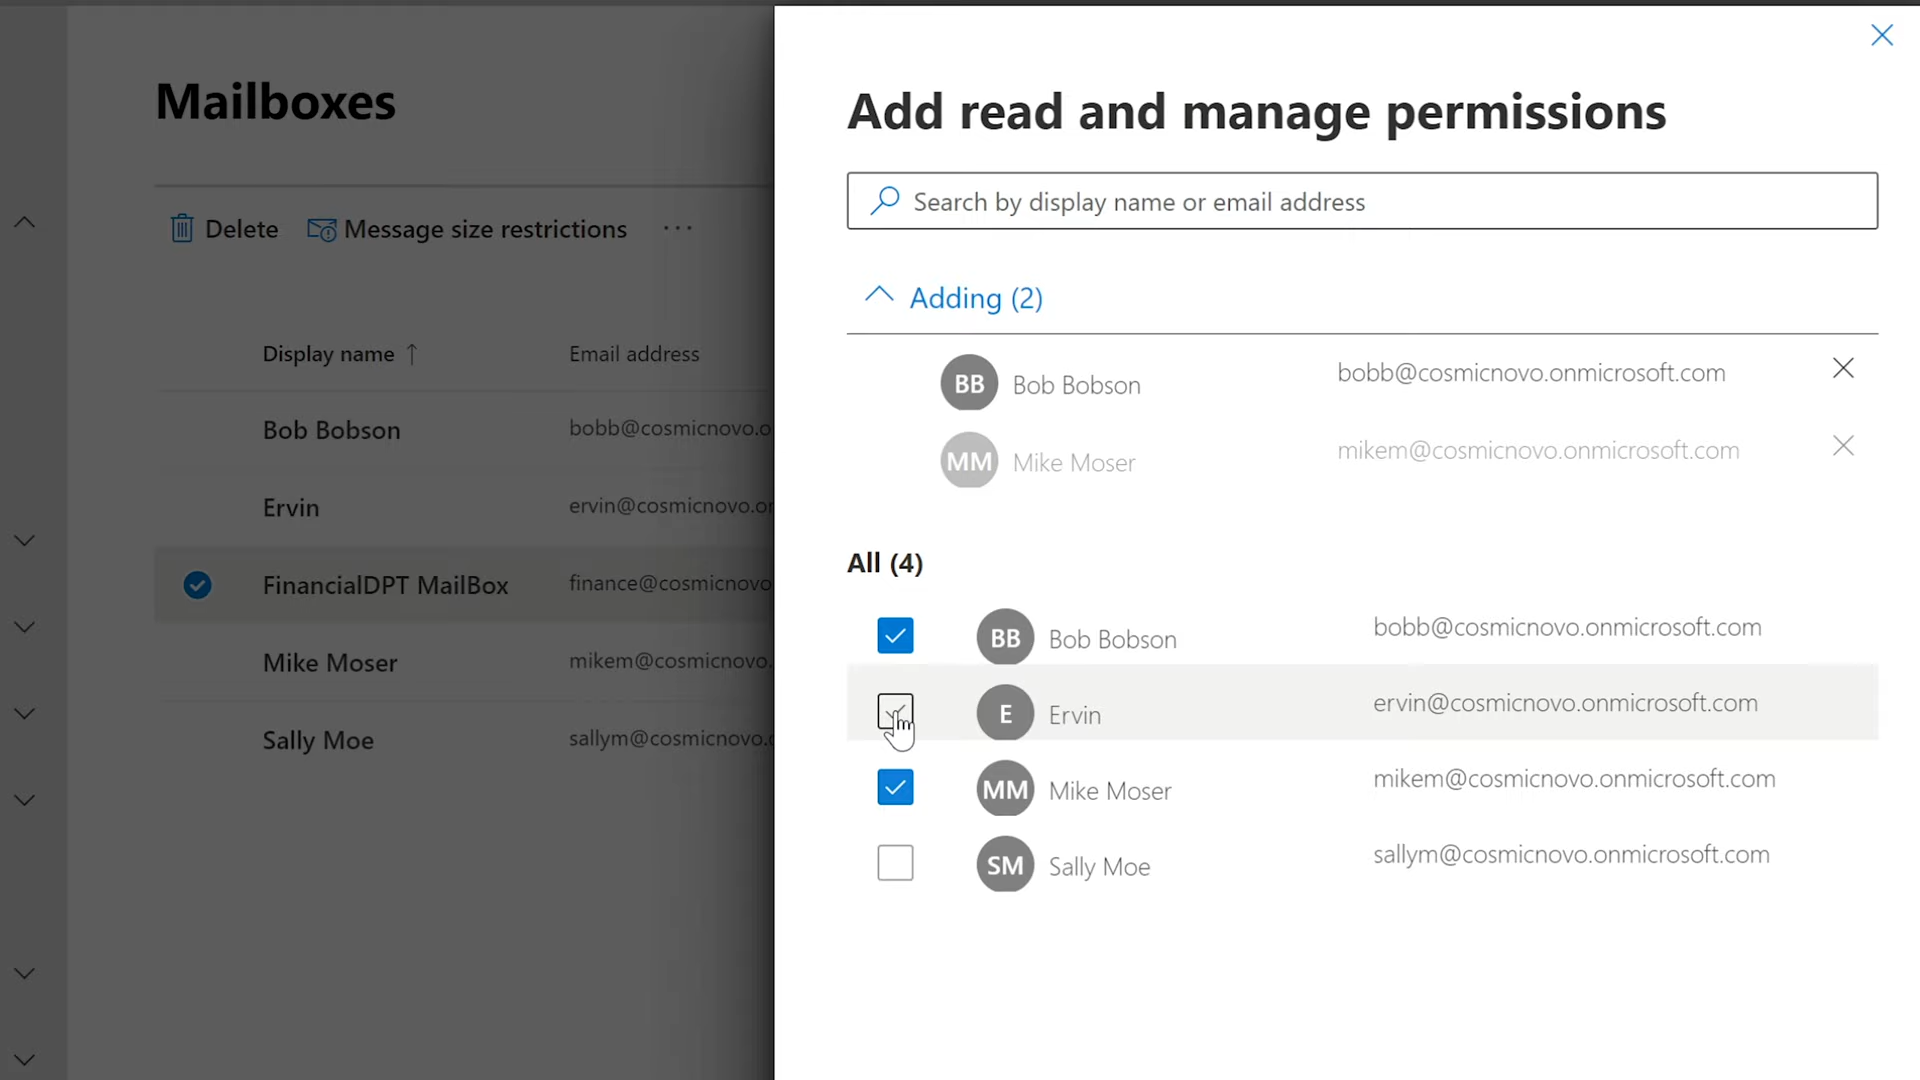 Mailboxes
Delete
Message size restrictions
...
Display name ↑
Email address
Bob Bobson
bobb@cosmicnovo.o
Ervin
ervin@cosmicnovo.or
FinancialDPT MailBox
finance@cosmicnovo
Mike Moser
mikem@cosmicnovo.
Sally Moe
sallym@cosmicnovo.o
Add read and manage permissions
Search by display name or email address
Adding (2)
BB Bob Bobson bobb@cosmicnovo.onmicrosoft.com
MM Mike Moser mikem@cosmicnovo.onmicrosoft.com
All (4)
BB Bob Bobson bobb@cosmicnovo.onmicrosoft.com
E Ervin ervin@cosmicnovo.onmicrosoft.com
MM Mike Moser mikem@cosmicnovo.onmicrosoft.com
SM Sally Moe sallym@cosmicnovo.onmicrosoft.com